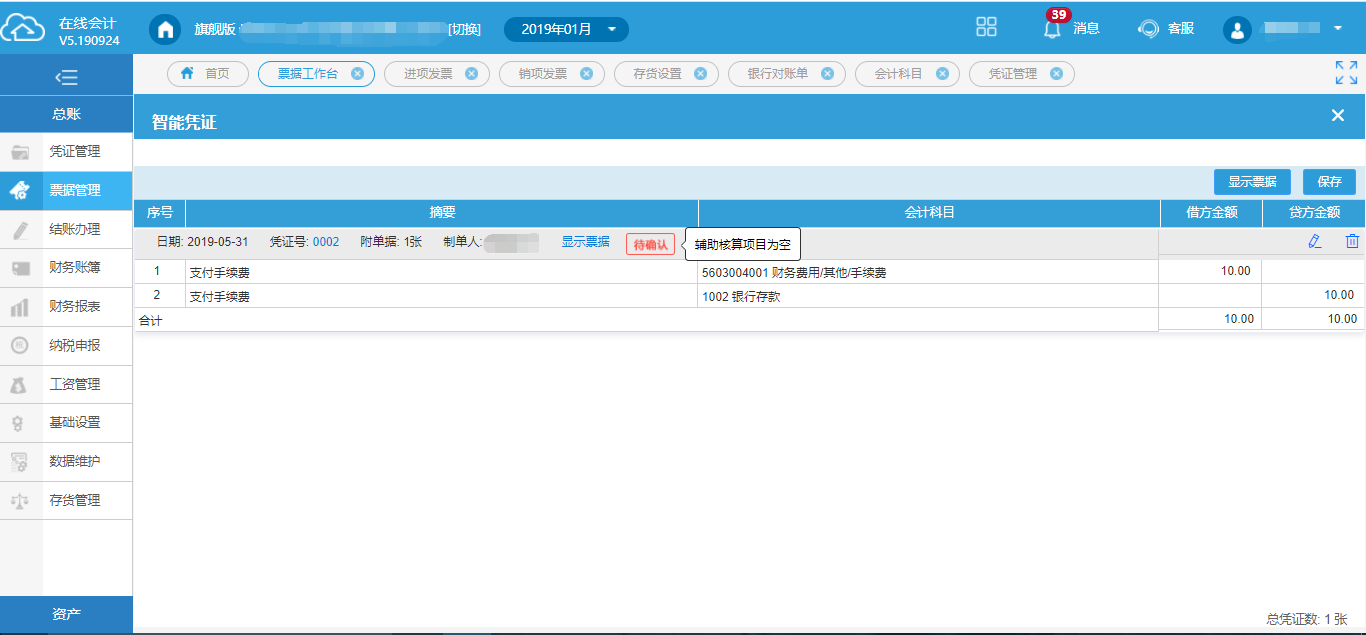 在线会计
V5.190924
旗舰版
[切换]
2019年01月
39
消息
客服
首页
票据工作台
进项发票
销项发票
存货设置
银行对账单
会计科目
凭证管理
总账
凭证管理
票据管理
结账办理
财务账簿
财务报表
纳税申报
工资管理
基础设置
数据维护
存货管理
资产
智能凭证
显示票据
保存
序号 摘要 会计科目 借方金额 贷方金额
日期: 2019-05-31 凭证号: 0002 附单据: 1张 制单人: 显示票据 待确认 辅助核算项目为空
1 支付手续费 5603004001 财务费用/其他/手续费 10.00
2 支付手续费 1002 银行存款 10.00
合计 10.00 10.00
总凭证数: 1 张